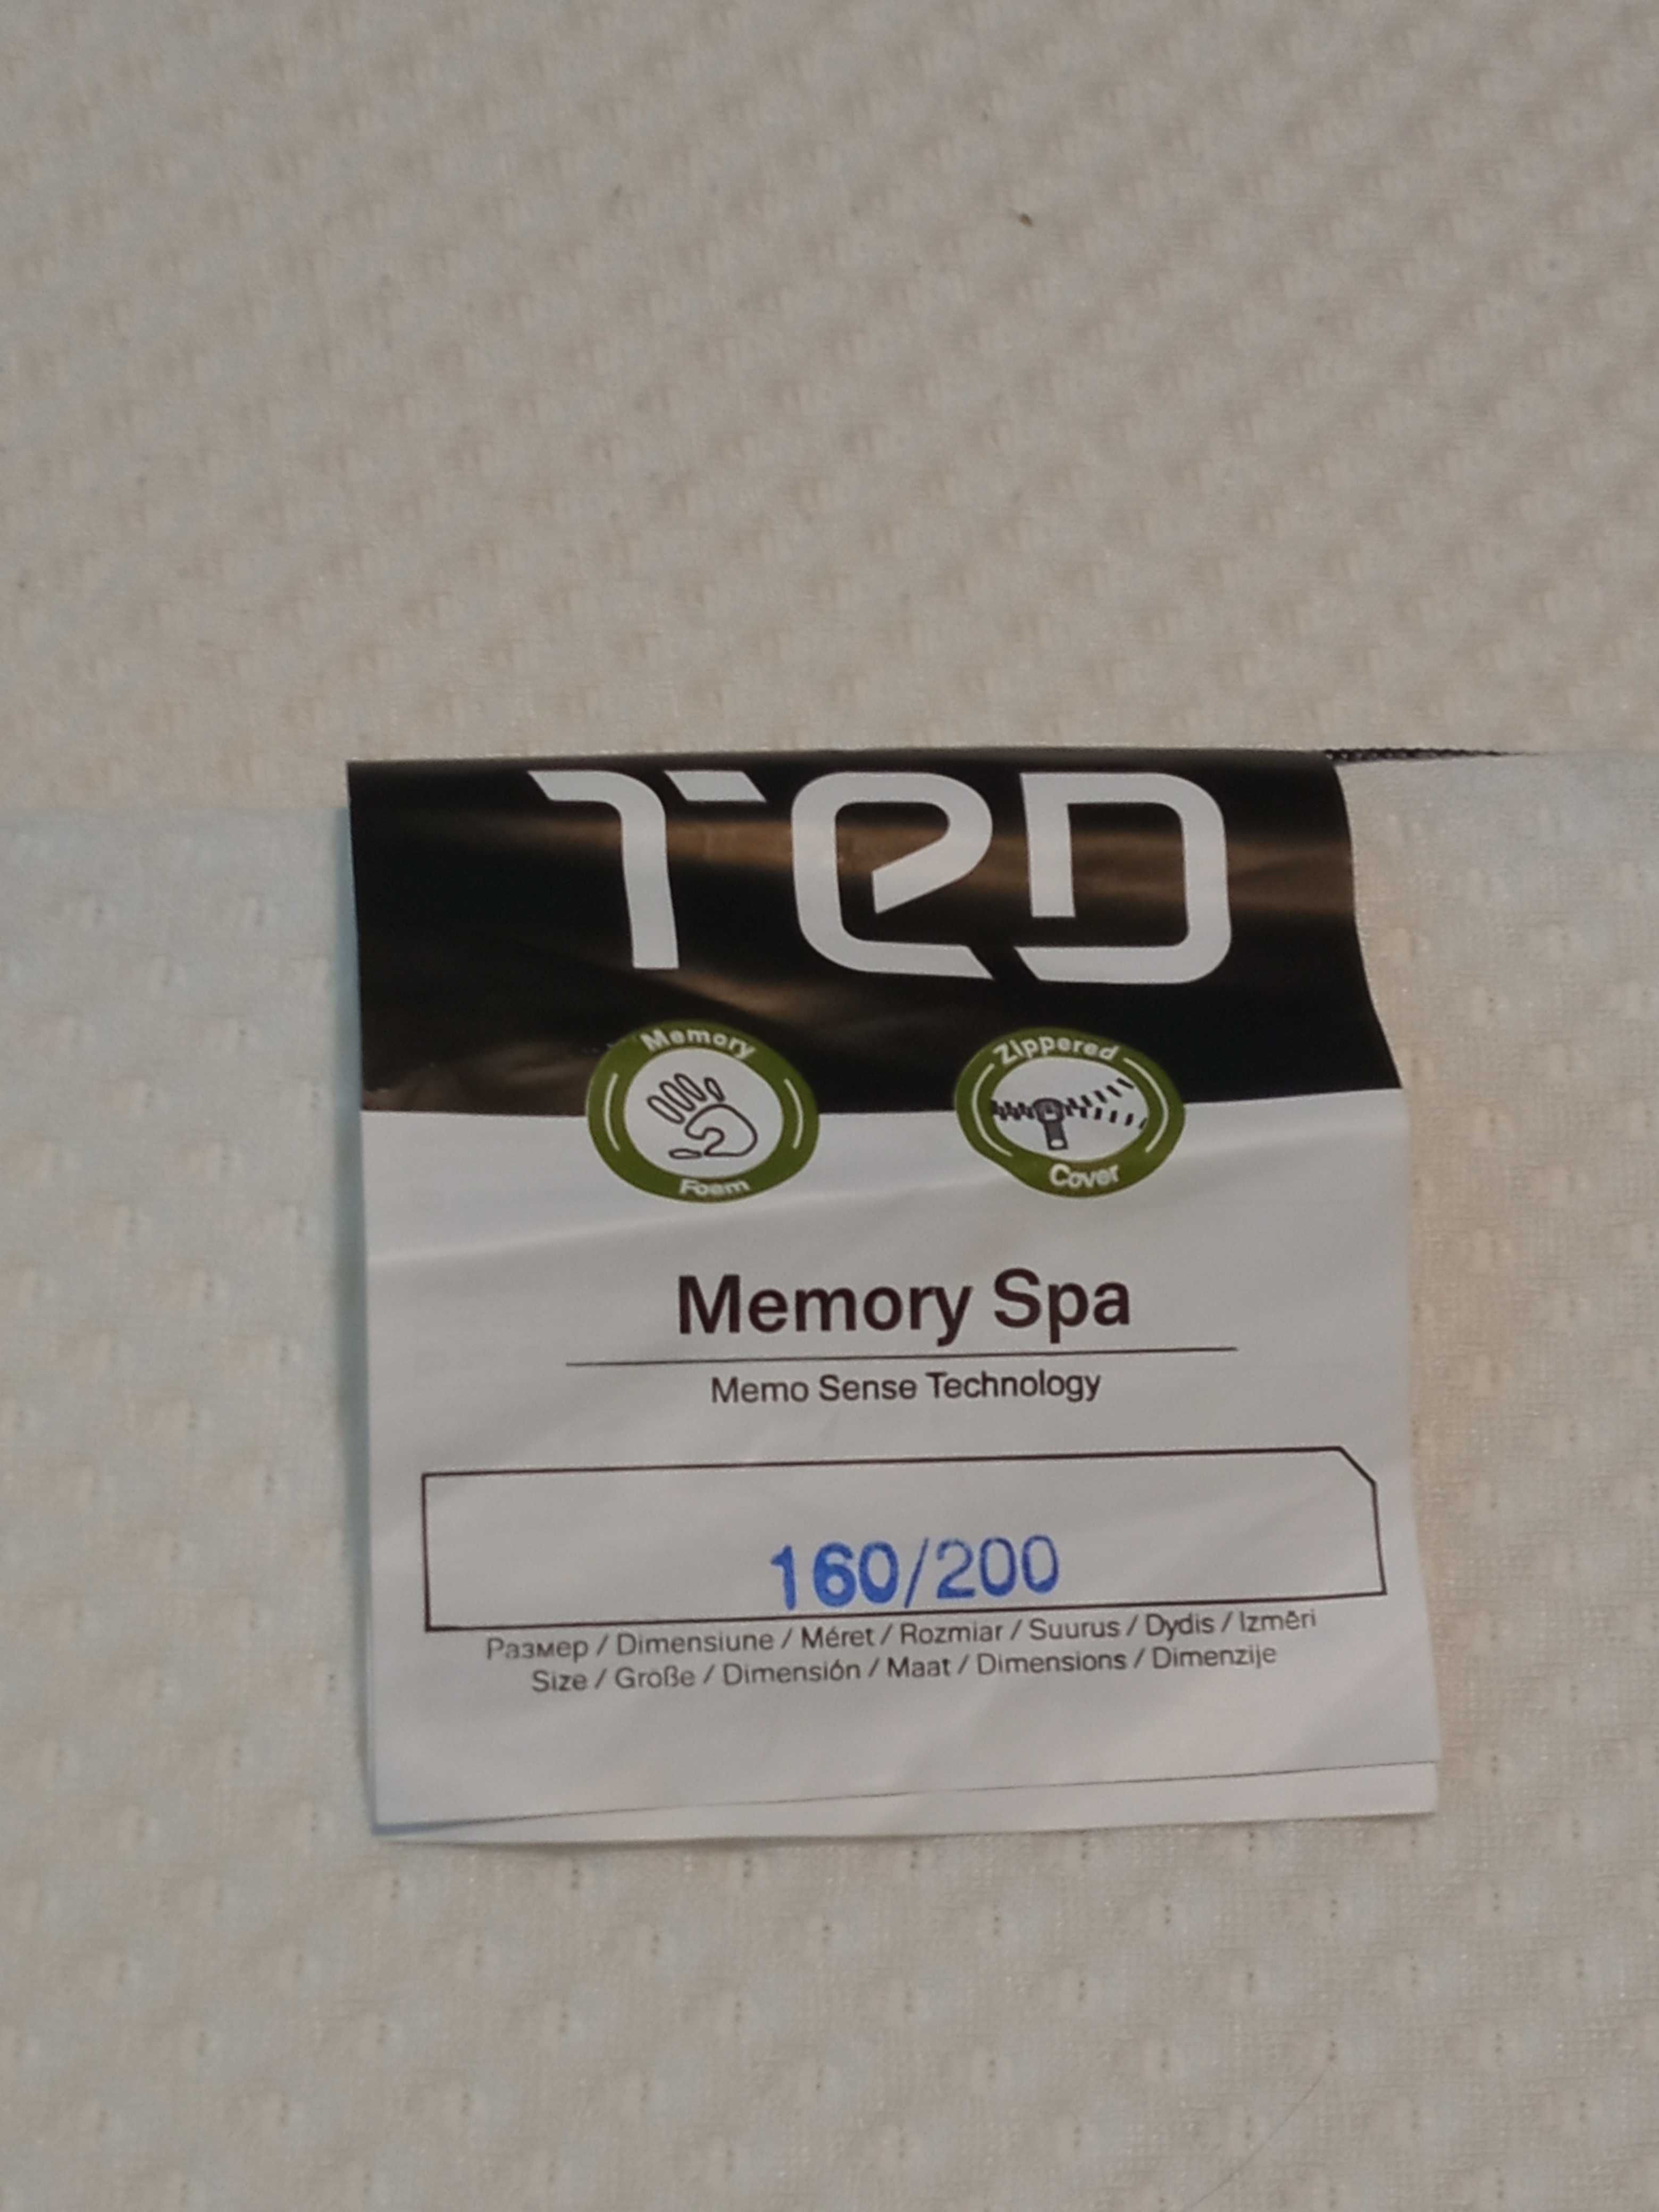 TED
Memory
Foam
Zippered
Cover
Memory Spa
Memo Sense Technology
160/200
Размер / Dimensiune / Méret / Rozmiar / Suurus / Dydis / Izmēri
Size / Größe / Dimensión / Maat / Dimensions / Dimenzije